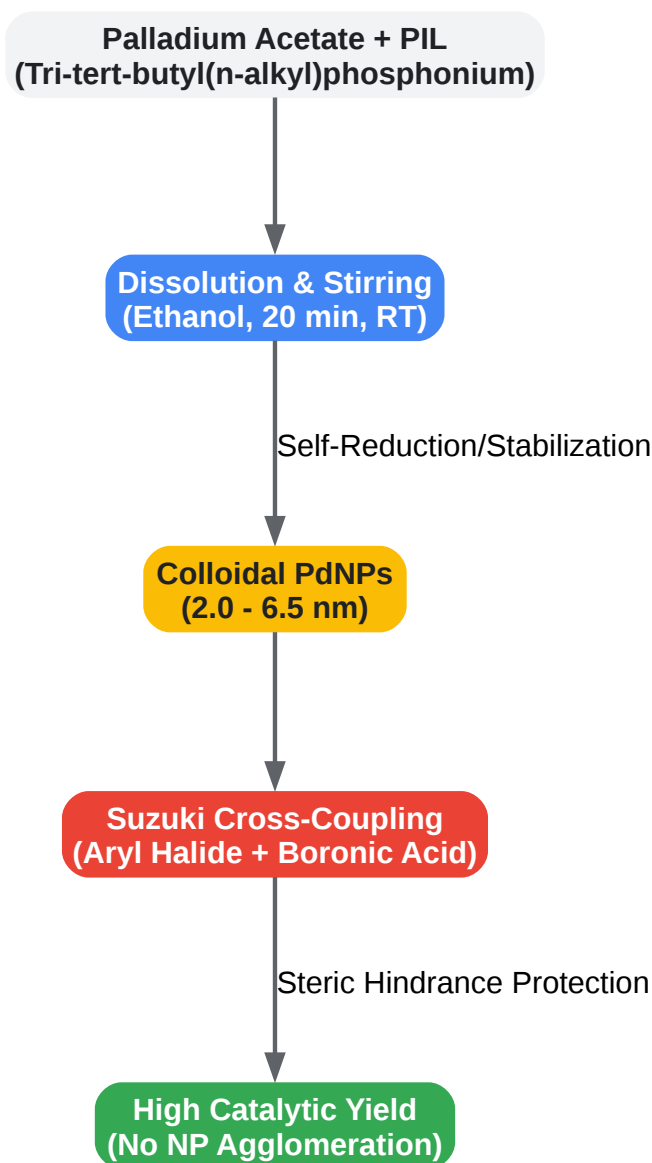 Palladium Acetate + PIL
(Tri-tert-butyl(n-alkyl)phosphonium)
Dissolution & Stirring
(Ethanol, 20 min, RT)
Self-Reduction/Stabilization
Colloidal PdNPs
(2.0 - 6.5 nm)
Suzuki Cross-Coupling
(Aryl Halide + Boronic Acid)
Steric Hindrance Protection
High Catalytic Yield
(No NP Agglomeration)